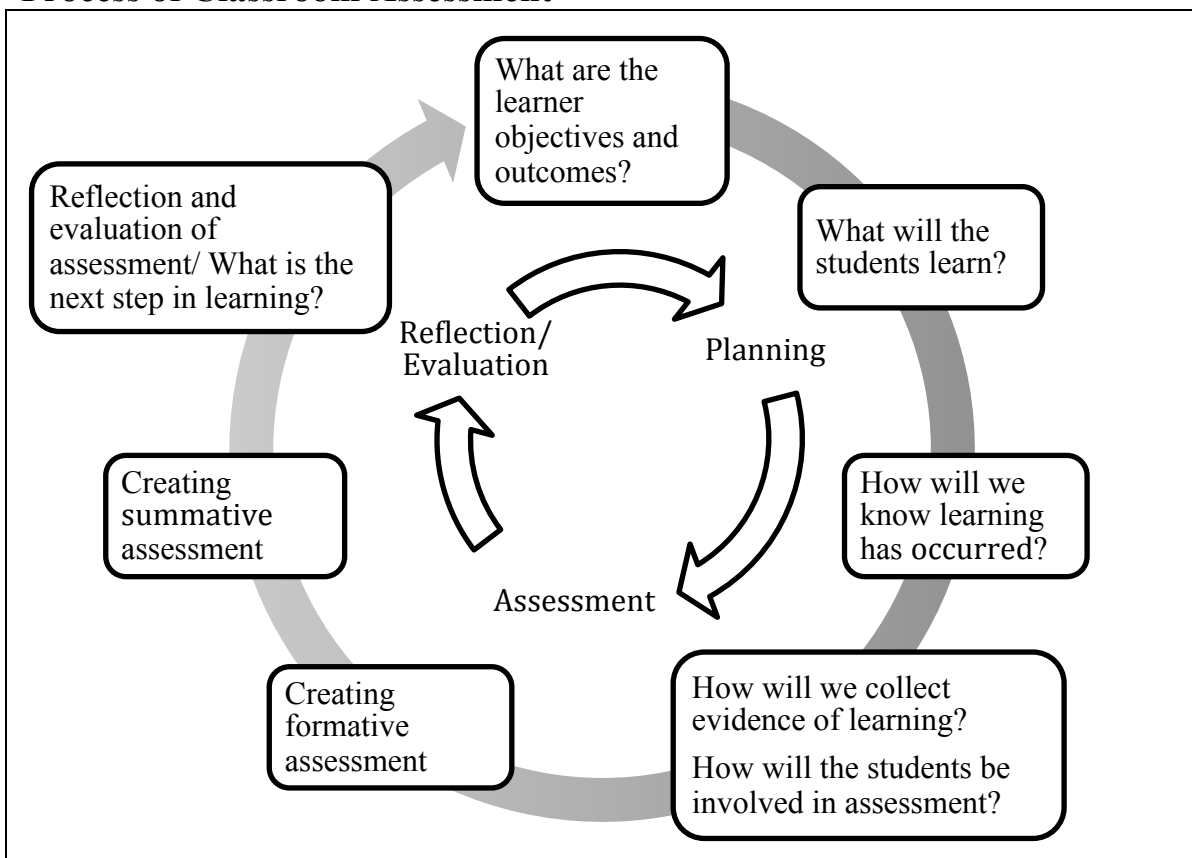 Process of Classroom Assessment
What are the
learner
objectives and
outcomes?
What will the
students learn?
How will we
know learning
has occurred?
How will we collect
evidence of learning?
How will the students be
involved in assessment?
Creating
formative
assessment
Creating
summative
assessment
Reflection and
evaluation of
assessment/ What is the
next step in learning?
Reflection/
Evaluation
Planning
Assessment